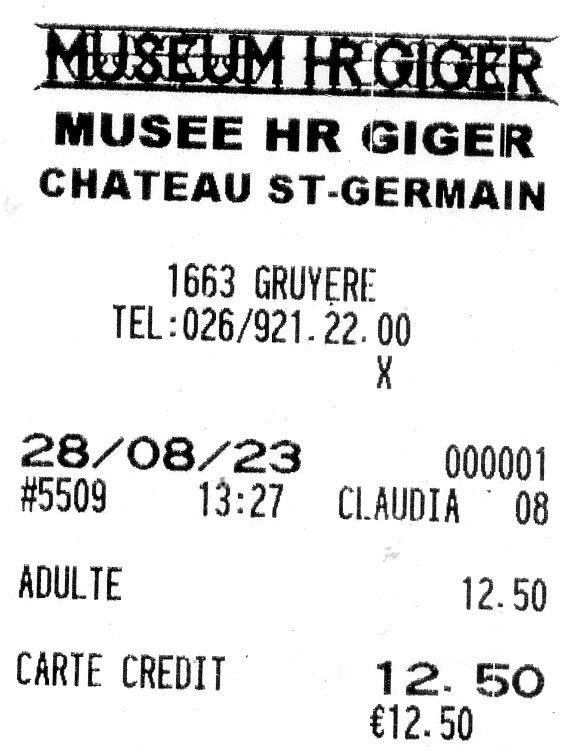 MUSEUM HR GIGER
MUSEE HR GIGER
CHATEAU ST-GERMAIN
1663 GRUYERE
TEL:026/921.22.00
X
28/08/23 000001
#5509 13:27 CLAUDIA 08
ADULTE 12.50
CARTE CREDIT 12.50
€12.50